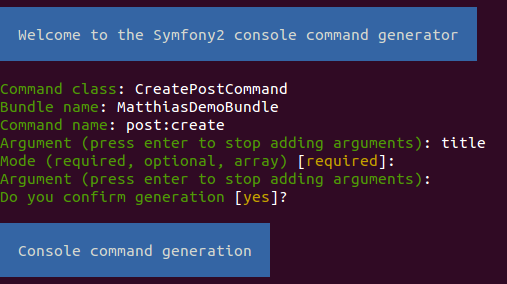 Welcome to the Symfony2 console command generator
Command class: CreatePostCommand
Bundle name: MatthiasDemoBundle
Command name: post:create
Argument (press enter to stop adding arguments): title
Mode (required, optional, array) [required]:
Argument (press enter to stop adding arguments):
Do you confirm generation [yes]?
Console command generation